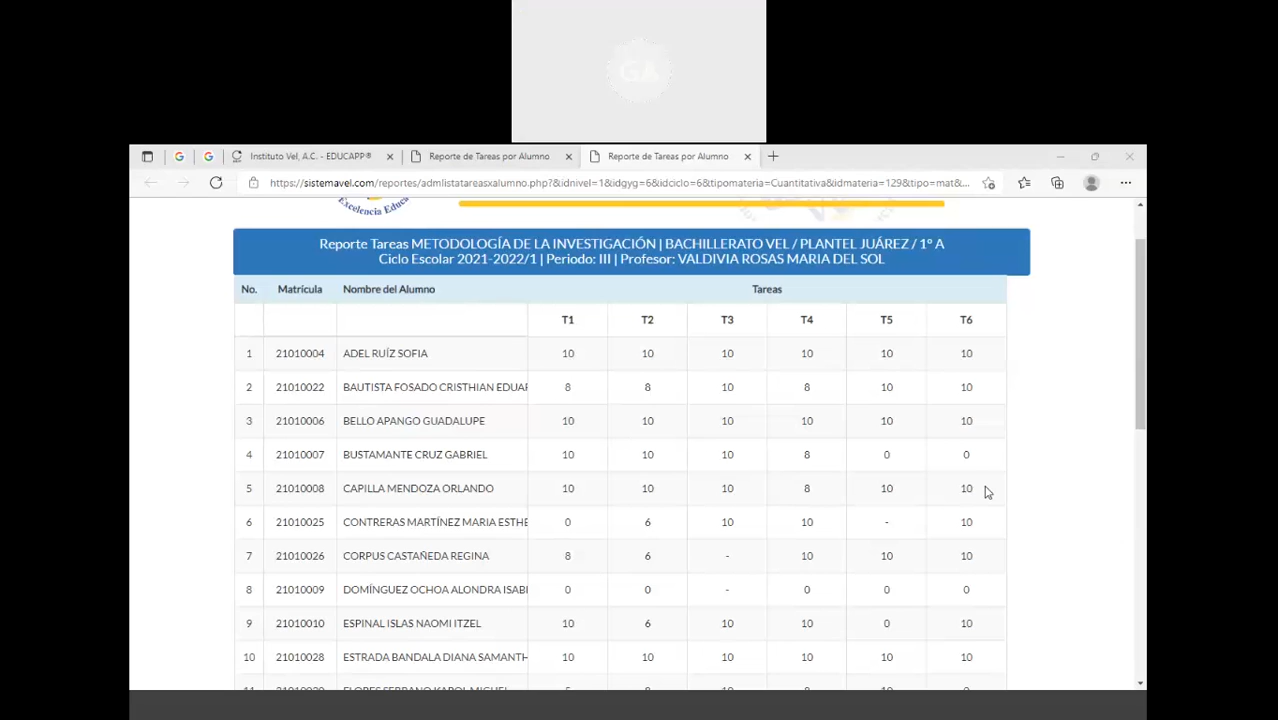 GA
Instituto Vel, A.C. - EDUCAPP®
Reporte de Tareas por Alumno
Reporte de Tareas por Alumno
https://sistemavel.com/reportes/admlistatareasxalumno.php?&idnivel=1&idgyg=6&idciclo=6&tipomateria=Cuantitativa&idmateria=129&tipo=mat&...
Excelencia Educa
Reporte Tareas METODOLOGÍA DE LA INVESTIGACIÓN | BACHILLERATO VEL / PLANTEL JUÁREZ / 1° A
Ciclo Escolar 2021-2022/1 | Periodo: III | Profesor: VALDIVIA ROSAS MARIA DEL SOL
No. Matrícula Nombre del Alumno Tareas
T1 T2 T3 T4 T5 T6
1 21010004 ADEL RUÍZ SOFIA 10 10 10 10 10 10
2 21010022 BAUTISTA FOSADO CRISTHIAN EDUAR 8 8 10 8 10 10
3 21010006 BELLO APANGO GUADALUPE 10 10 10 10 10 10
4 21010007 BUSTAMANTE CRUZ GABRIEL 10 10 10 8 0 0
5 21010008 CAPILLA MENDOZA ORLANDO 10 10 10 8 10 10
6 21010025 CONTRERAS MARTÍNEZ MARIA ESTHE 0 6 10 10 - 10
7 21010026 CORPUS CASTAÑEDA REGINA 8 6 - 10 10 10
8 21010009 DOMÍNGUEZ OCHOA ALONDRA ISABI 0 0 - 0 0 0
9 21010010 ESPINAL ISLAS NAOMI ITZEL 10 6 10 10 0 10
10 21010028 ESTRADA BANDALA DIANA SAMANTH 10 10 10 10 10 10